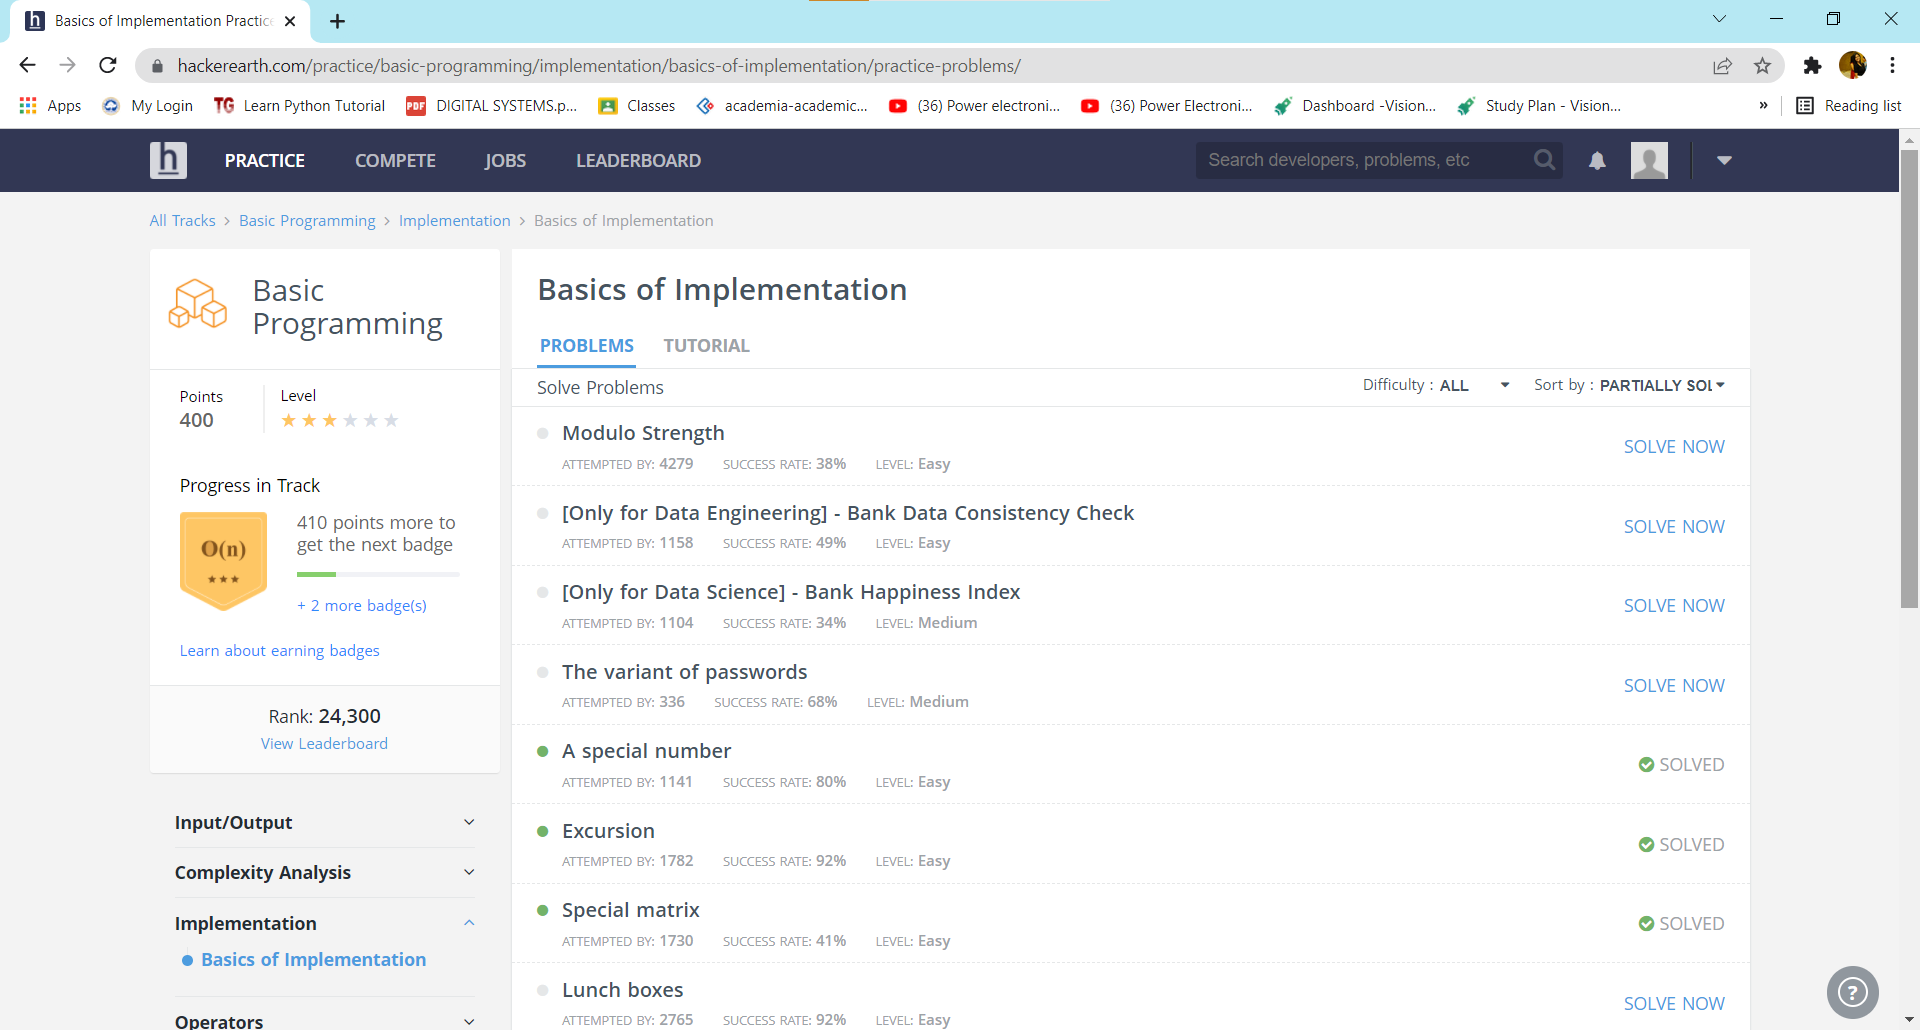 Basics of Implementation Practice
hackerearth.com/practice/basic-programming/implementation/basics-of-implementation/practice-problems/
Apps My Login TG Learn Python Tutorial PDF DIGITAL SYSTEMS.p... Classes academia-academic... (36) Power electroni... (36) Power Electroni... Dashboard -Vision... Study Plan - Vision... » Reading list
h PRACTICE COMPETE JOBS LEADERBOARD Search developers, problems, etc
All Tracks > Basic Programming > Implementation > Basics of Implementation
Basic
Programming
Points
400
Level
Progress in Track
O(n)
410 points more to
get the next badge
+ 2 more badge(s)
Learn about earning badges
Rank: 24,300
View Leaderboard
Input/Output
Complexity Analysis
Implementation
Basics of Implementation
Operators
Basics of Implementation
PROBLEMS TUTORIAL
Solve Problems Difficulty : ALL Sort by : PARTIALLY SOL
Modulo Strength
ATTEMPTED BY: 4279 SUCCESS RATE: 38% LEVEL: Easy
SOLVE NOW
[Only for Data Engineering] - Bank Data Consistency Check
ATTEMPTED BY: 1158 SUCCESS RATE: 49% LEVEL: Easy
SOLVE NOW
[Only for Data Science] - Bank Happiness Index
ATTEMPTED BY: 1104 SUCCESS RATE: 34% LEVEL: Medium
SOLVE NOW
The variant of passwords
ATTEMPTED BY: 336 SUCCESS RATE: 68% LEVEL: Medium
SOLVE NOW
A special number
ATTEMPTED BY: 1141 SUCCESS RATE: 80% LEVEL: Easy
SOLVED
Excursion
ATTEMPTED BY: 1782 SUCCESS RATE: 92% LEVEL: Easy
SOLVED
Special matrix
ATTEMPTED BY: 1730 SUCCESS RATE: 41% LEVEL: Easy
SOLVED
Lunch boxes
ATTEMPTED BY: 2765 SUCCESS RATE: 92% LEVEL: Easy
SOLVE NOW
?